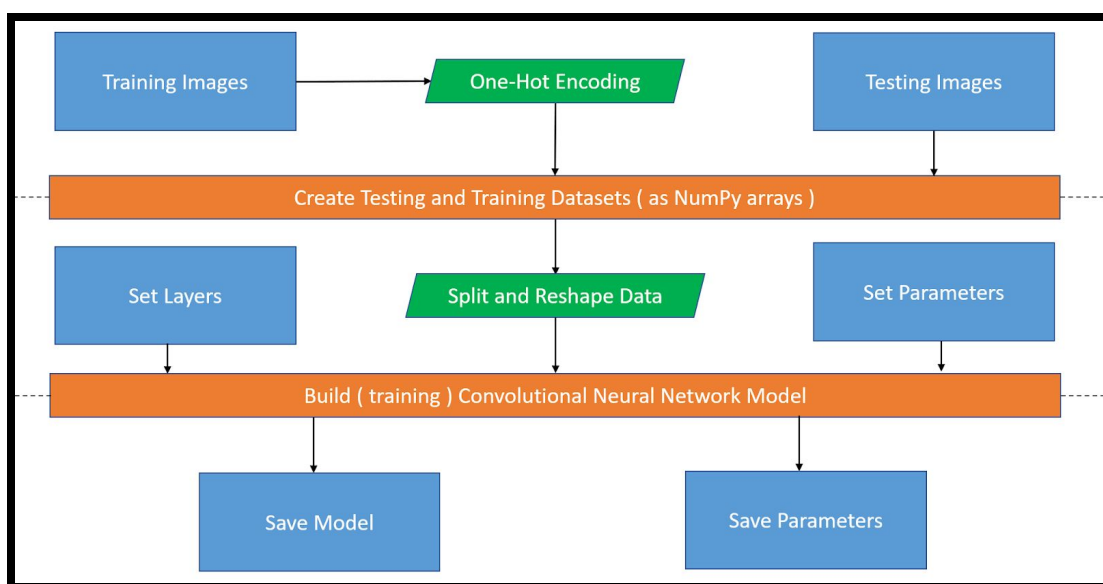 Training Images
One-Hot Encoding
Testing Images
Create Testing and Training Datasets ( as NumPy arrays )
Set Layers
Split and Reshape Data
Set Parameters
Build ( training ) Convolutional Neural Network Model
Save Model
Save Parameters